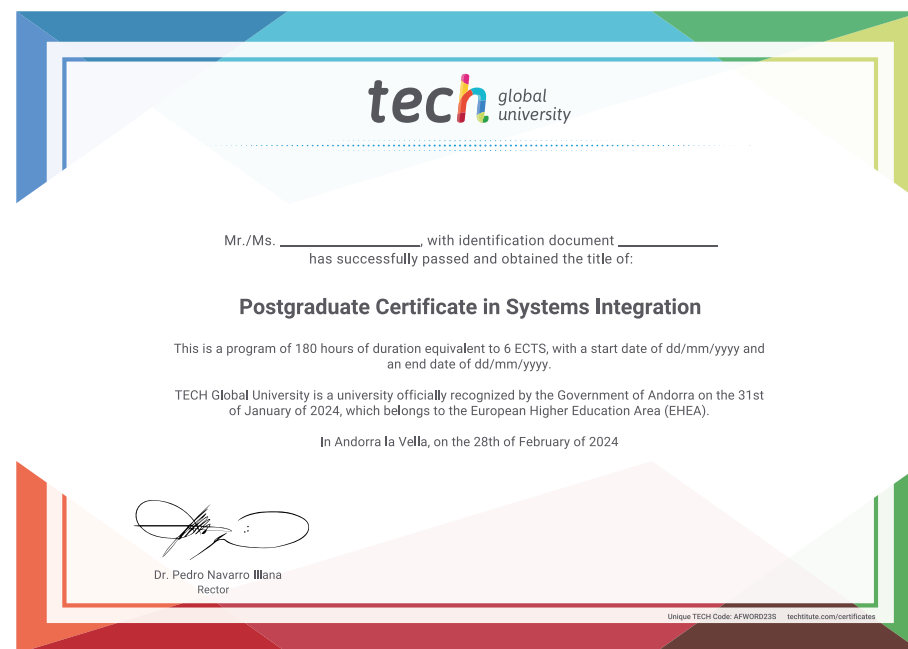 tech global
university
Mr./Ms. ____________________, with identification document ______________
has successfully passed and obtained the title of:
Postgraduate Certificate in Systems Integration
This is a program of 180 hours of duration equivalent to 6 ECTS, with a start date of dd/mm/yyyy and
an end date of dd/mm/yyyy.
TECH Global University is a university officially recognized by the Government of Andorra on the 31st
of January of 2024, which belongs to the European Higher Education Area (EHEA).
In Andorra la Vella, on the 28th of February of 2024
Dr. Pedro Navarro Illana
Rector
Unique TECH Code: AFWORD23S techtitute.com/certificates